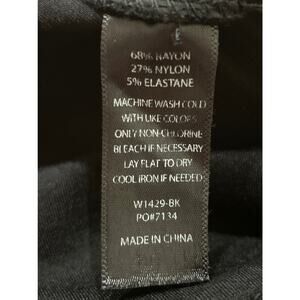 68% RAYON
27% NYLON
5% ELASTANE
MACHINE WASH COLD
WITH LIKE COLORS
ONLY NON-CHLORINE
BLEACH IF NECESSARY
LAY FLAT TO DRY
COOL IRON IF NEEDED
W1429-BK
PO#7134
MADE IN CHINA